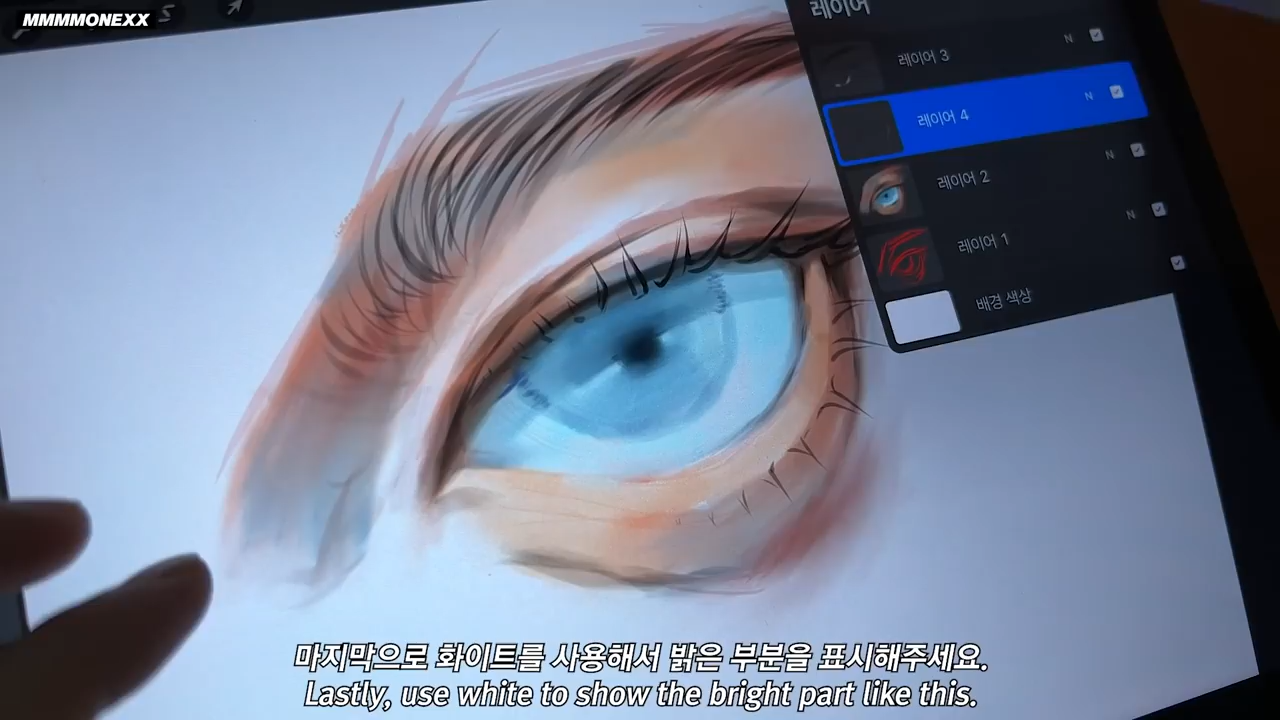 MMMMONEXX
레이어
레이어 3
N
레이어 4
N
레이어 2
N
레이어 1
N
배경 색상
마지막으로 화이트를 사용해서 밝은 부분을 표시해주세요.
Lastly, use white to show the bright part like this.